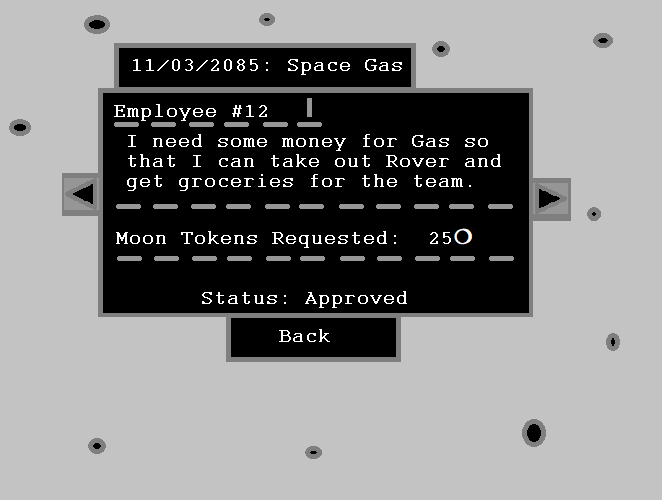 11/03/2085: Space Gas
Employee #12
I need some money for Gas so
that I can take out Rover and
get groceries for the team.
Moon Tokens Requested: 25
Status: Approved
Back